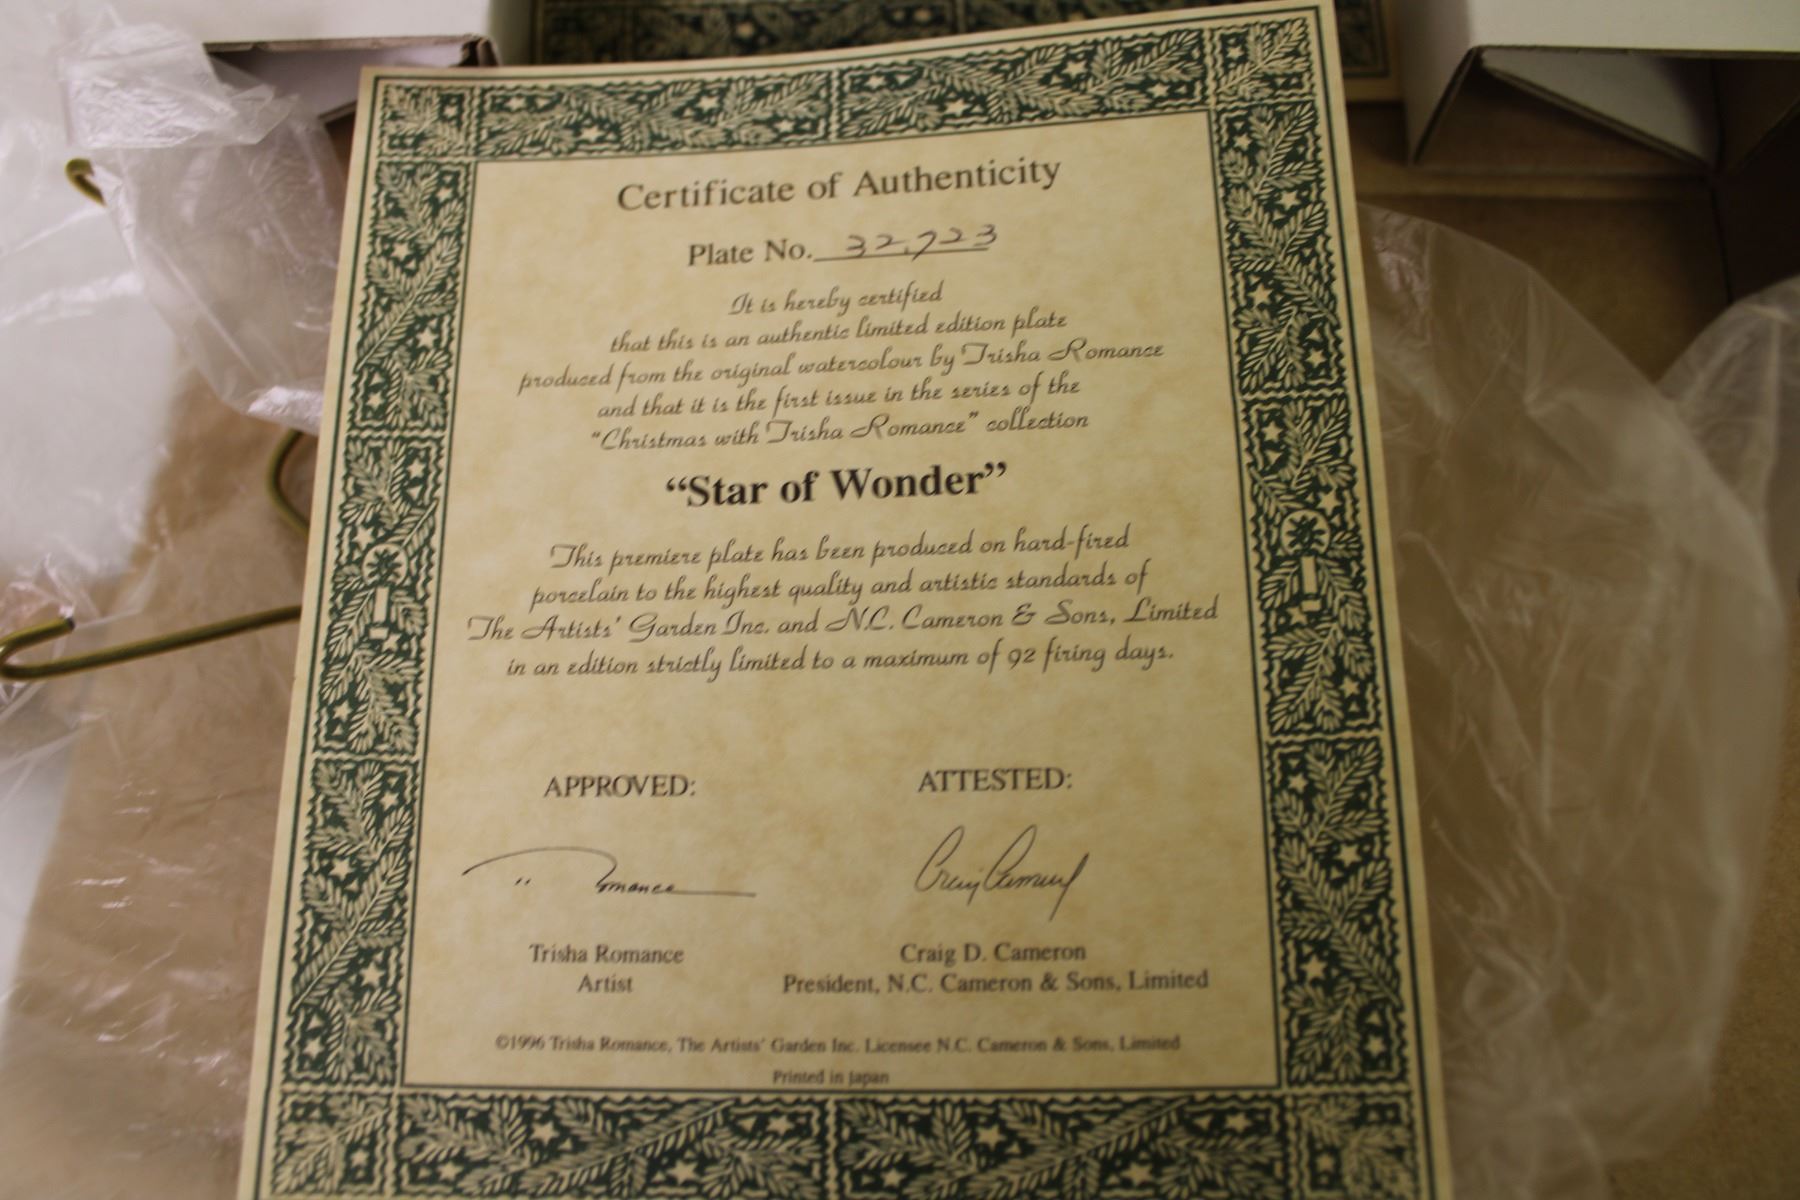 Certificate of Authenticity
Plate No. 32,723
It is hereby certified
that this is an authentic limited edition plate
produced from the original watercolour by Trisha Romance
and that it is the first issue in the series of the
"Christmas with Trisha Romance" collection
"Star of Wonder"
This premiere plate has been produced on hard-fired
porcelain to the highest quality and artistic standards of
The Artists' Garden Inc. and N.C. Cameron & Sons, Limited
in an edition strictly limited to a maximum of 92 firing days.
APPROVED: ATTESTED:
Romance Craig Cameron
Trisha Romance Craig D. Cameron
Artist President, N.C. Cameron & Sons, Limited
©1996 Trisha Romance, The Artists' Garden Inc. Licensee N.C. Cameron & Sons, Limited
Printed in Japan